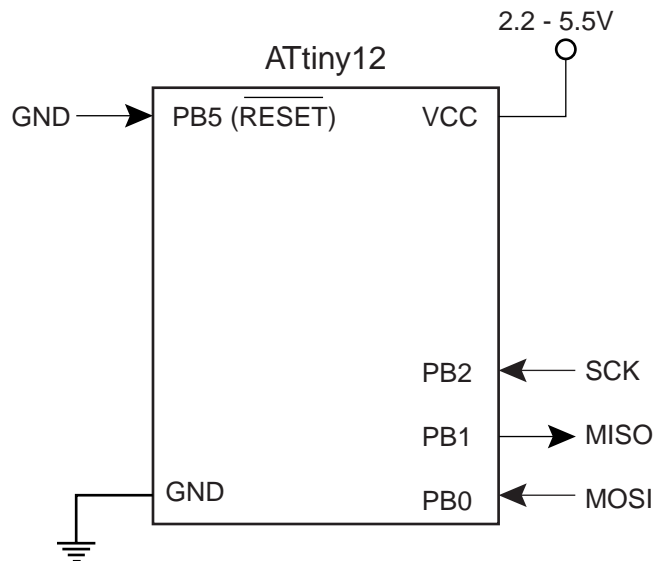 2.2 - 5.5V
ATtiny12
GND PB5 (RESET) VCC
PB2 SCK
PB1 MISO
GND PB0 MOSI